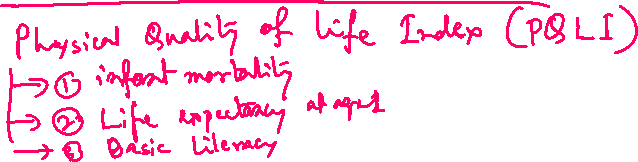 Physical Quality of life Index (PQLI)
→ ① infant mortality
→ ② Life expectancy at age 1
→ ③ Basic Literacy